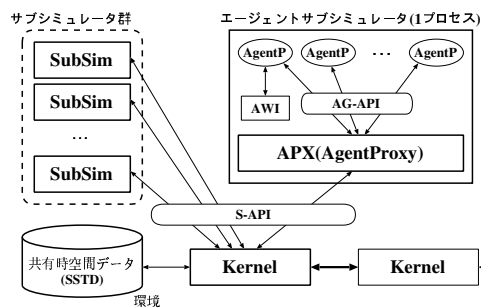 サブシミュレータ群
エージェントサブシミュレータ(1プロセス)
SubSim
SubSim
...
SubSim
AgentP
AgentP
...
AgentP
AWI
AG-API
APX(AgentProxy)
S-API
共有時空間データ
(SSTD)
環境
Kernel
Kernel